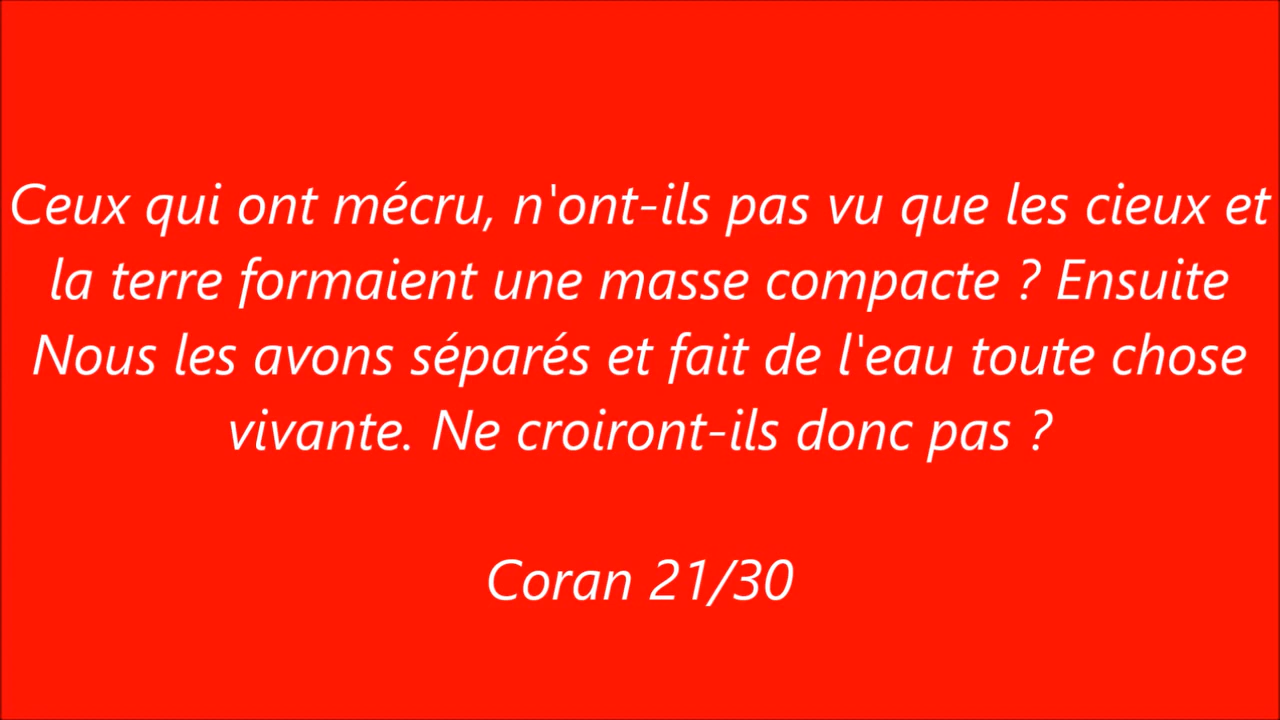 Ceux qui ont mécru, n'ont-ils pas vu que les cieux et
la terre formaient une masse compacte ? Ensuite
Nous les avons séparés et fait de l'eau toute chose
vivante. Ne croiront-ils donc pas ?
Coran 21/30